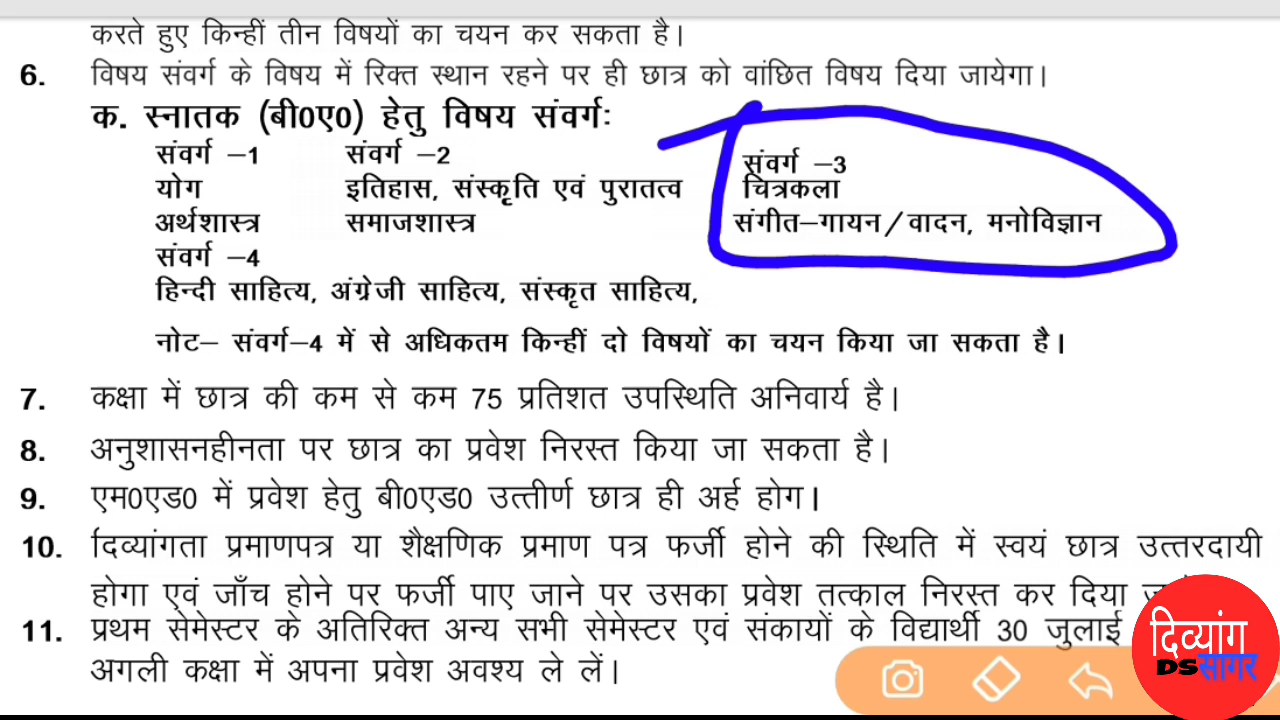 करते हुए किन्हीं तीन विषयों का चयन कर सकता है।
6. विषय संवर्ग के विषय में रिक्त स्थान रहने पर ही छात्र को वांछित विषय दिया जायेगा।
क. स्नातक (बी0ए0) हेतु विषय संवर्गः
संवर्ग –1 संवर्ग –2 संवर्ग –3
योग इतिहास, संस्कृति एवं पुरातत्व चित्रकला
अर्थशास्त्र समाजशास्त्र संगीत–गायन/वादन, मनोविज्ञान
संवर्ग –4
हिन्दी साहित्य, अंग्रेजी साहित्य, संस्कृत साहित्य,
नोट– संवर्ग–4 में से अधिकतम किन्हीं दो विषयों का चयन किया जा सकता है।
7. कक्षा में छात्र की कम से कम 75 प्रतिशत उपस्थिति अनिवार्य है।
8. अनुशासनहीनता पर छात्र का प्रवेश निरस्त किया जा सकता है।
9. एम0एड0 में प्रवेश हेतु बी0एड0 उत्तीर्ण छात्र ही अर्ह होग।
10. दिव्यांगता प्रमाणपत्र या शैक्षणिक प्रमाण पत्र फर्जी होने की स्थिति में स्वयं छात्र उत्तरदायी
होगा एवं जाँच होने पर फर्जी पाए जाने पर उसका प्रवेश तत्काल निरस्त कर दिया
11. प्रथम सेमेस्टर के अतिरिक्त अन्य सभी सेमेस्टर एवं संकायों के विद्यार्थी 30 जुलाई
अगली कक्षा में अपना प्रवेश अवश्य ले लें।
दिव्यांग
DSसागर